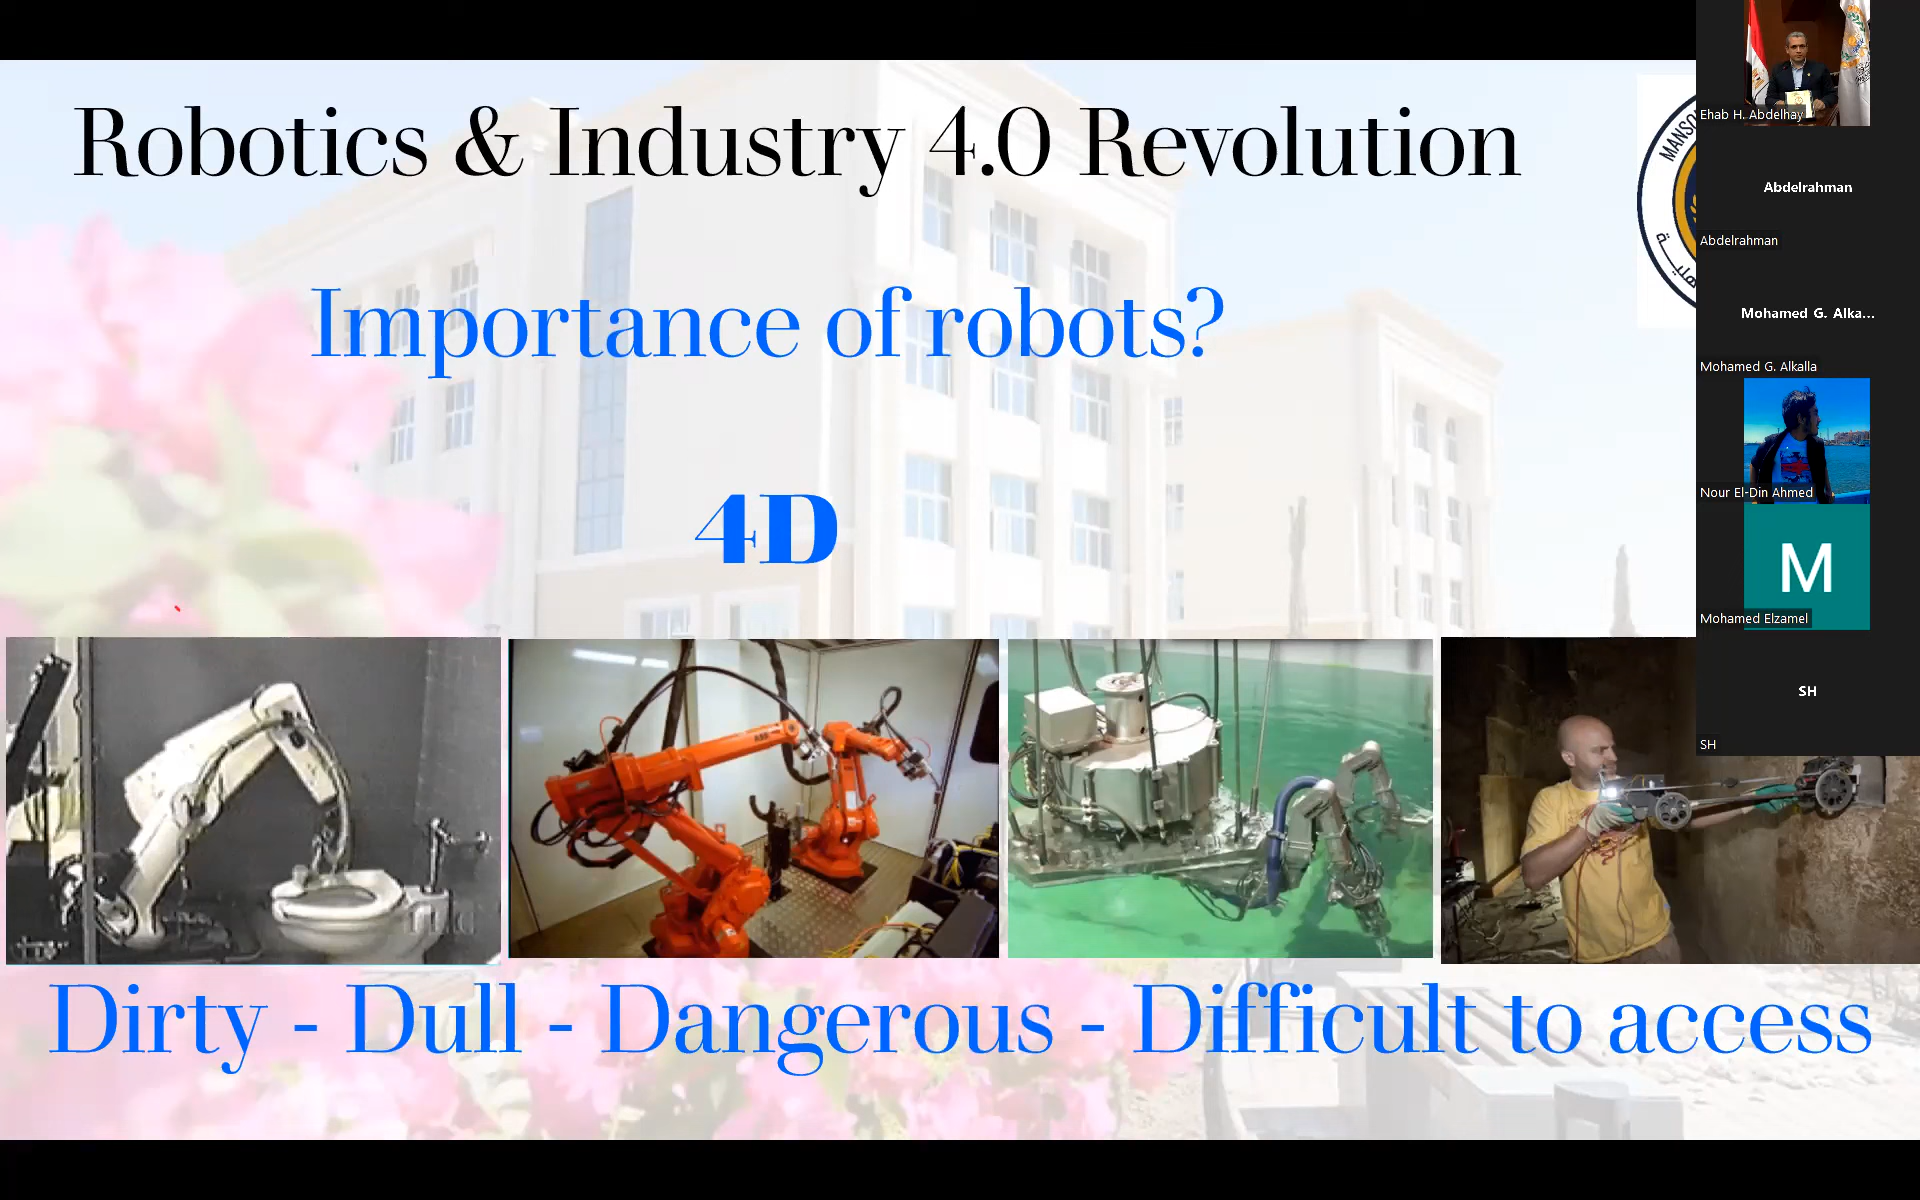 Robotics & Industry 4.0 Revolution
Importance of robots?
4D
Dirty - Dull - Dangerous - Difficult to access
Ehab H. Abdelhay
Abdelrahman
Abdelrahman
Mohamed G. Alka...
Mohamed G. Alkalla
Nour El-Din Ahmed
M
Mohamed Elzamel
SH
SH